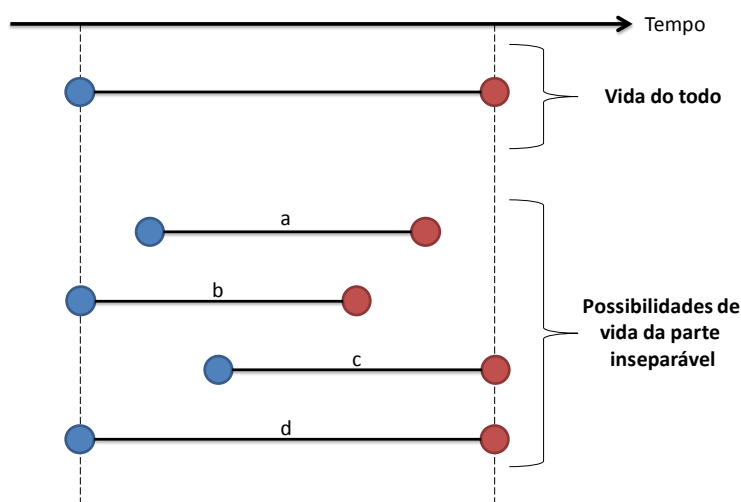 Tempo
Vida do todo
a
b
Possibilidades de
vida da parte
inseparável
c
d